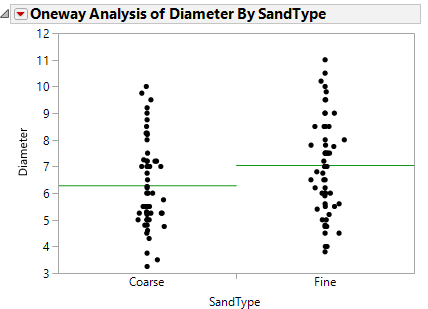 Oneway Analysis of Diameter By SandType
12
11
10
9
8
7
6
5
4
3
Diameter
Coarse Fine
SandType